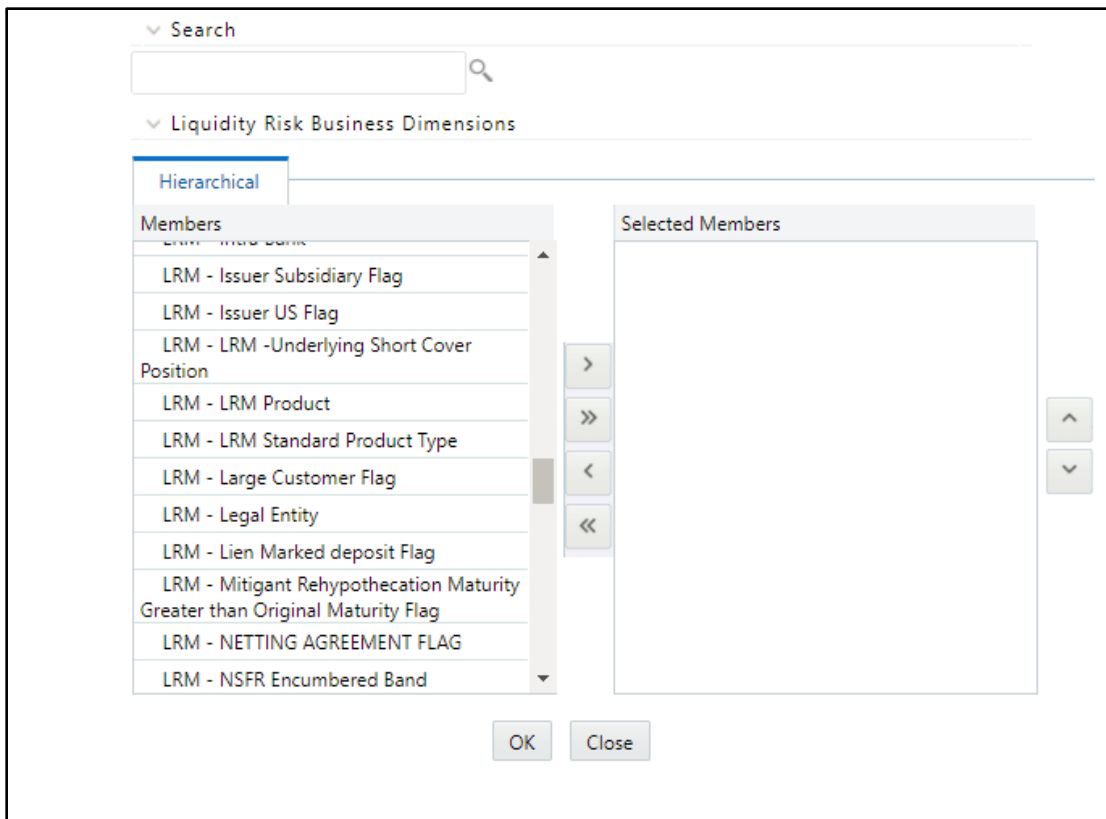 Search
Liquidity Risk Business Dimensions
Hierarchical
Members
Selected Members
LRM - Intra Bank
LRM - Issuer Subsidiary Flag
LRM - Issuer US Flag
LRM - LRM -Underlying Short Cover
Position
LRM - LRM Product
LRM - LRM Standard Product Type
LRM - Large Customer Flag
LRM - Legal Entity
LRM - Lien Marked deposit Flag
LRM - Mitigant Rehypothecation Maturity
Greater than Original Maturity Flag
LRM - NETTING AGREEMENT FLAG
LRM - NSFR Encumbered Band
OK
Close